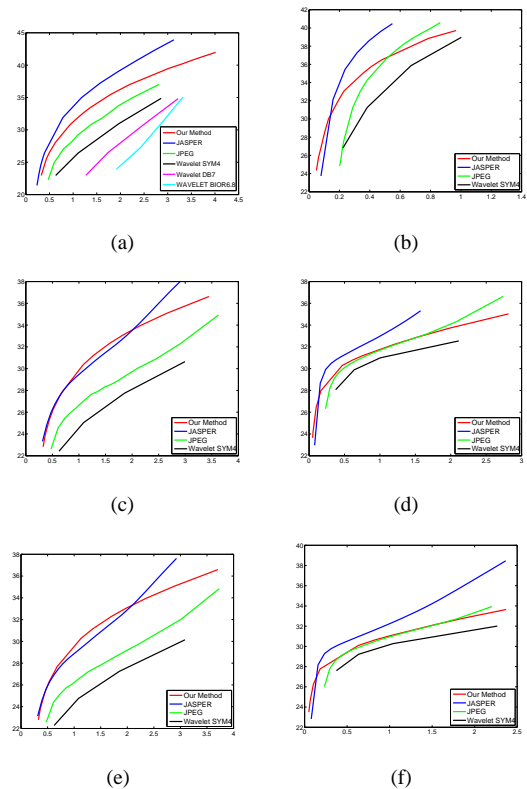 45
40
35
30
25
20
0 0.5 1 1.5 2 2.5 3 3.5 4 4.5
Our Method
JASPER
JPEG
Wavelet SYM4
Wavelet DB7
WAVELET BIOR6.8
(a)
42
40
38
36
34
32
30
28
26
24
22
0 0.2 0.4 0.6 0.8 1 1.2 1.4
Our Method
JASPER
JPEG
Wavelet SYM4
(b)
38
36
34
32
30
28
26
24
22
0 0.5 1 1.5 2 2.5 3 3.5 4
Our Method
JASPER
JPEG
Wavelet SYM4
(c)
38
36
34
32
30
28
26
24
22
0 0.5 1 1.5 2 2.5 3
Our Method
JASPER
JPEG
Wavelet SYM4
(d)
38
36
34
32
30
28
26
24
22
0 0.5 1 1.5 2 2.5 3 3.5 4
Our Method
JASPER
JPEG
Wavelet SYM4
(e)
40
38
36
34
32
30
28
26
24
22
0 0.5 1 1.5 2 2.5
Our Method
JASPER
JPEG
Wavelet SYM4
(f)